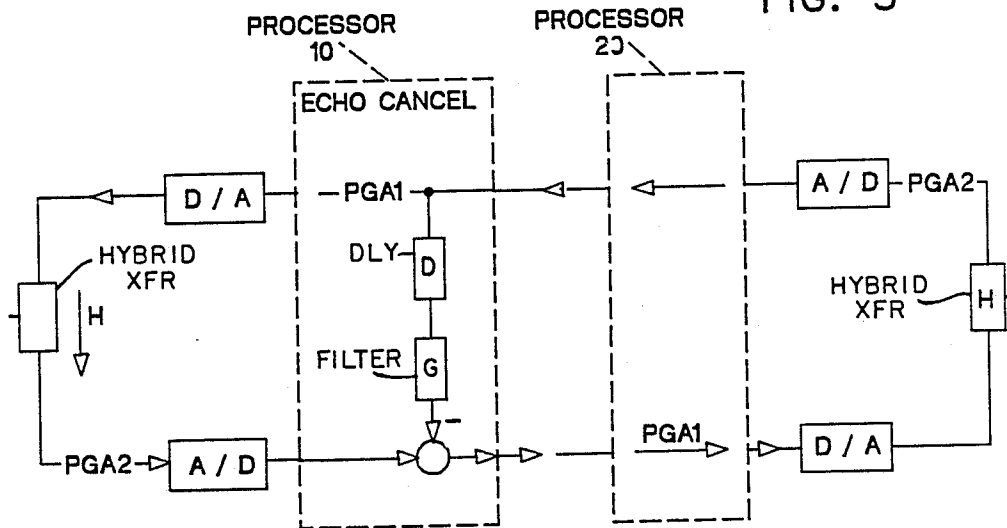 FIG. 3
PROCESSOR
10
PROCESSOR
20
ECHO CANCEL
D / A
PGA1
A / D
PGA2
DLY
D
HYBRID
XFR
H
HYBRID
XFR
H
FILTER
G
-
PGA2
A / D
PGA1
D / A